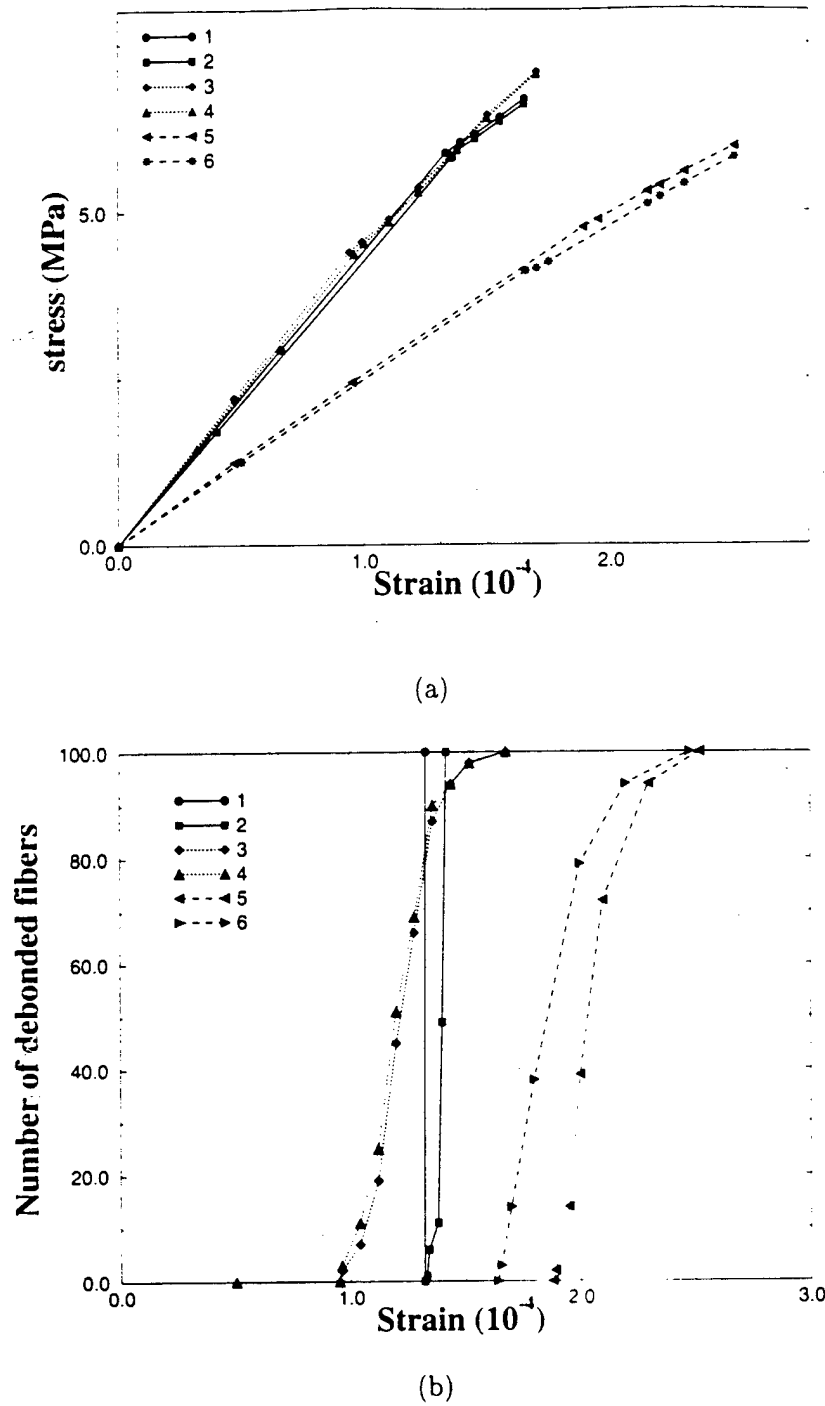 1
2
3
4
5
6
stress (MPa)
5.0
0.0
0.0 1.0 2.0
Strain (10⁻⁴)
(a)
100.0
80.0
60.0
40.0
20.0
0.0
Number of debonded fibers
1
2
3
4
5
6
0.0 1.0 2.0 3.0
Strain (10⁻⁴)
(b)